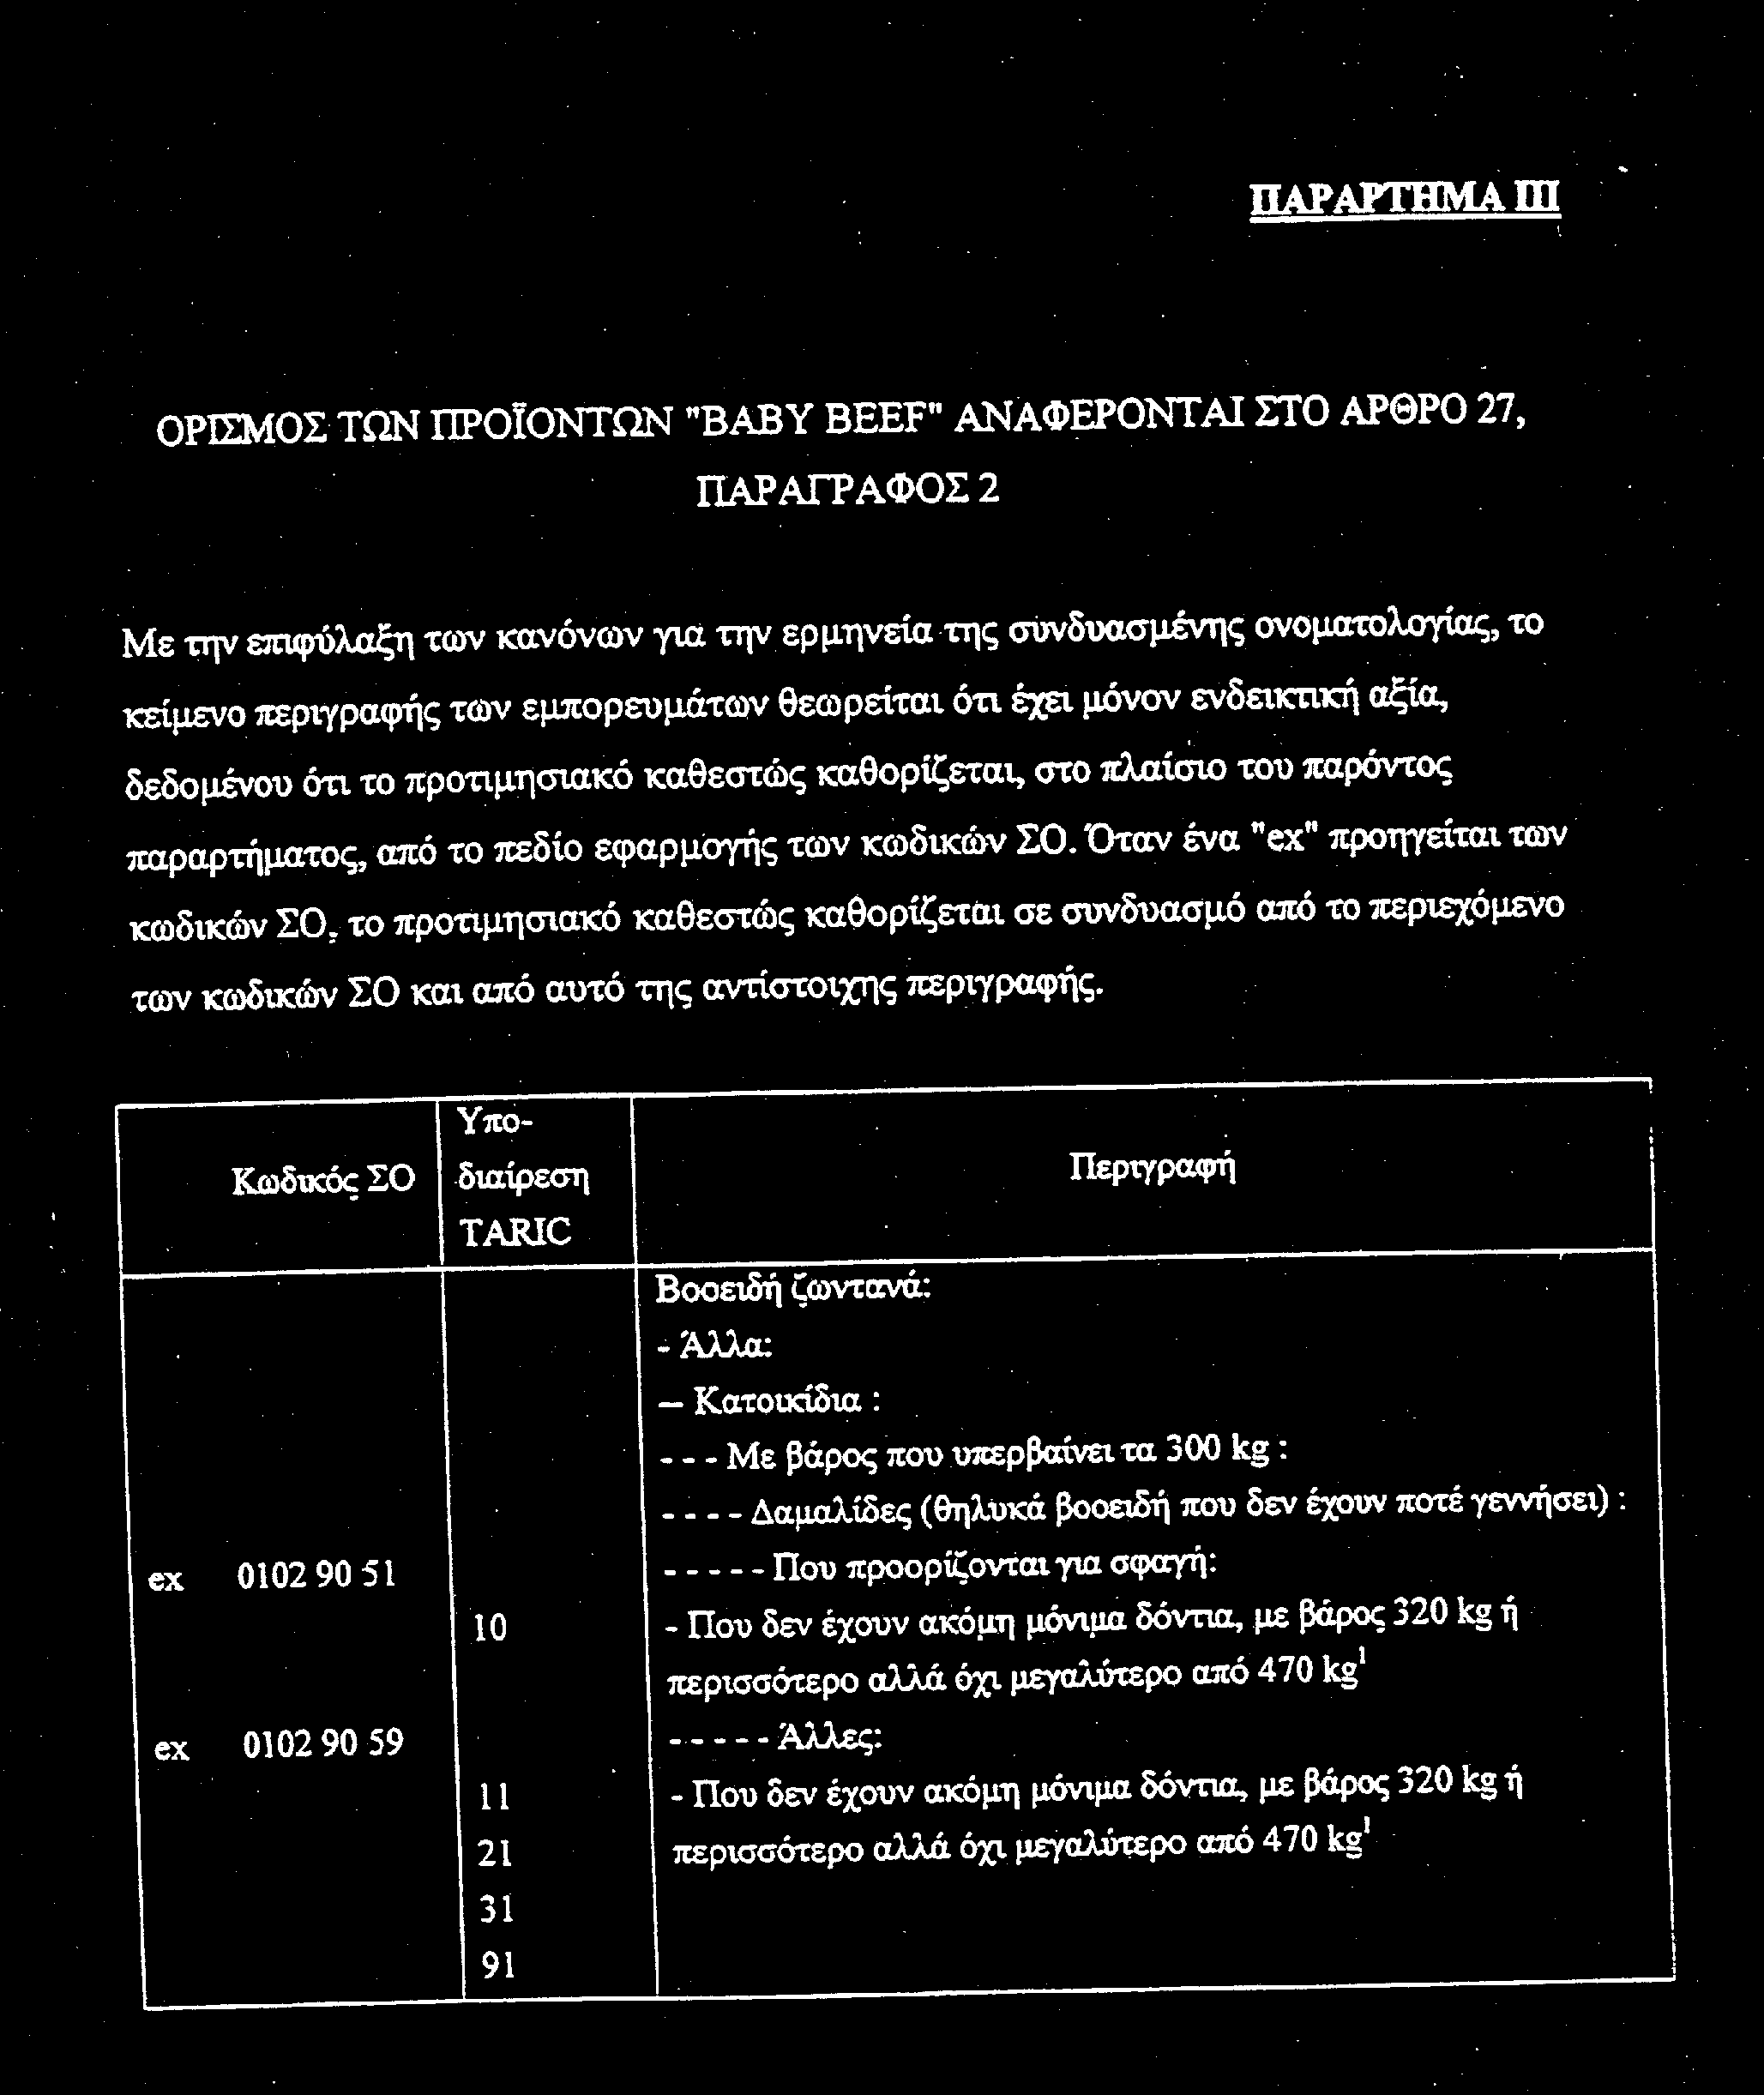 ΠΑΡΑΡΤΗΜΑ III
ΟΡΙΣΜΟΣ ΤΩΝ ΠΡΟΪΟΝΤΩΝ "BABY BEEF" ΑΝΑΦΕΡΟΝΤΑΙ ΣΤΟ ΑΡΘΡΟ 27,
ΠΑΡΑΓΡΑΦΟΣ 2
Με την επιφύλαξη των κανόνων για την ερμηνεία της συνδυασμένης ονοματολογίας, το
κείμενο περιγραφής των εμπορευμάτων θεωρείται ότι έχει μόνον ενδεικτική αξία,
δεδομένου ότι το προτιμησιακό καθεστώς καθορίζεται, στο πλαίσιο του παρόντος
παραρτήματος, από το πεδίο εφαρμογής των κωδικών ΣΟ. Όταν ένα "ex" προηγείται των
κωδικών ΣΟ, το προτιμησιακό καθεστώς καθορίζεται σε συνδυασμό από το περιεχόμενο
των κωδικών ΣΟ και από αυτό της αντίστοιχης περιγραφής.
Κωδικός ΣΟ
Υπο-
διαίρεση
TARIC
Περιγραφή
Βοοειδή ζωντανά:
- Άλλα:
– Κατοικίδια :
- - - Με βάρος που υπερβαίνει τα 300 kg :
- - - - Δαμαλίδες (θηλυκά βοοειδή που δεν έχουν ποτέ γεννήσει) :
ex 0102 90 51 - - - - - Που προορίζονται για σφαγή:
10 - Που δεν έχουν ακόμη μόνιμα δόντια, με βάρος 320 kg ή
περισσότερο αλλά όχι μεγαλύτερο από 470 kg¹
ex 0102 90 59 - - - - - Άλλες:
11 - Που δεν έχουν ακόμη μόνιμα δόντια, με βάρος 320 kg ή
21 περισσότερο αλλά όχι μεγαλύτερο από 470 kg¹
31
91